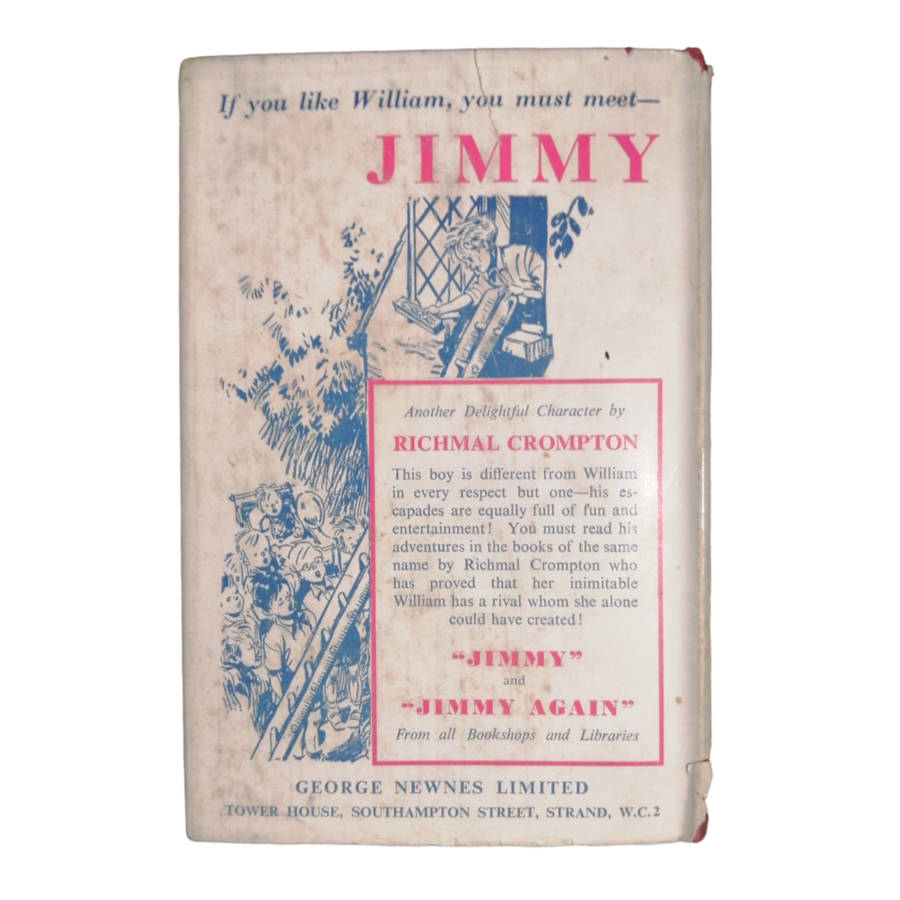 If you like William, you must meet—
JIMMY
Another Delightful Character by
RICHMAL CROMPTON
This boy is different from William
in every respect but one—his es-
capades are equally full of fun and
entertainment! You must read his
adventures in the books of the same
name by Richmal Crompton who
has proved that her inimitable
William has a rival whom she alone
could have created!
“JIMMY”
and
“JIMMY AGAIN”
From all Bookshops and Libraries
GEORGE NEWNES LIMITED
TOWER HOUSE, SOUTHAMPTON STREET, STRAND, W.C.2